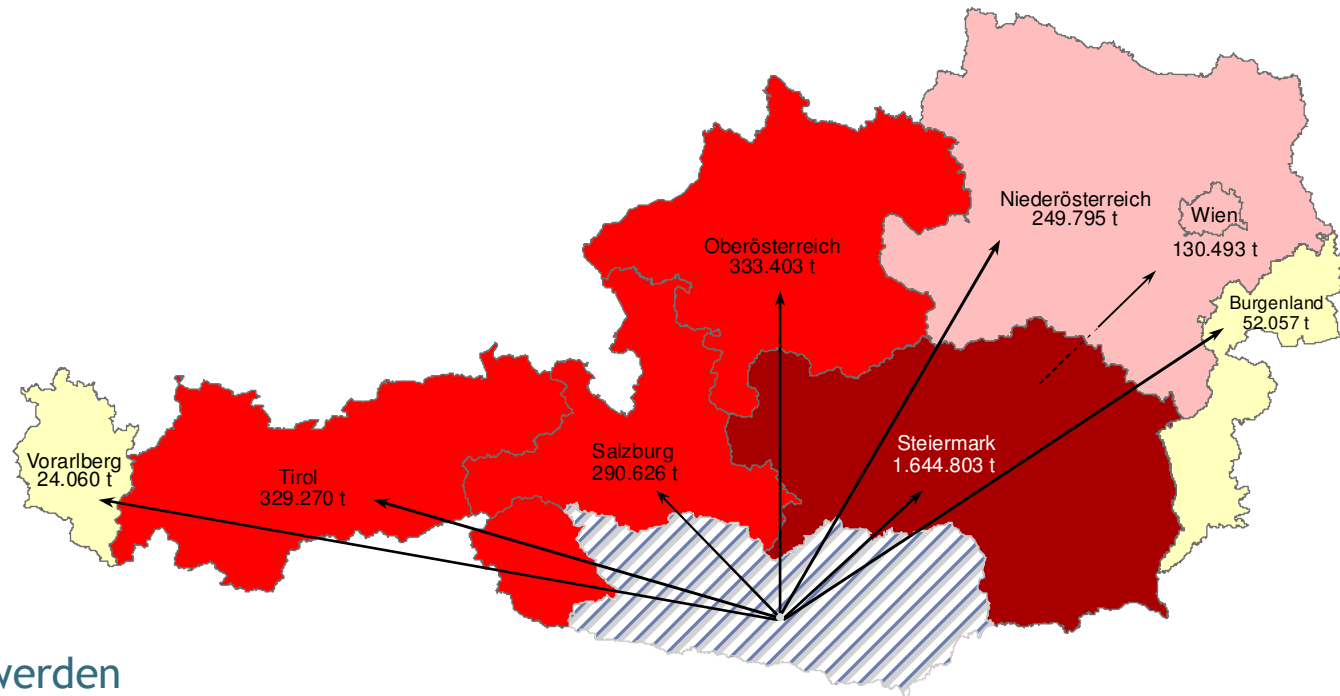 Niederösterreich
249.795 t
Wien
130.493 t
Oberösterreich
333.403 t
Burgenland
52.057 t
Steiermark
1.644.803 t
Salzburg
290.626 t
Vorarlberg
24.060 t
Tirol
329.270 t
verden